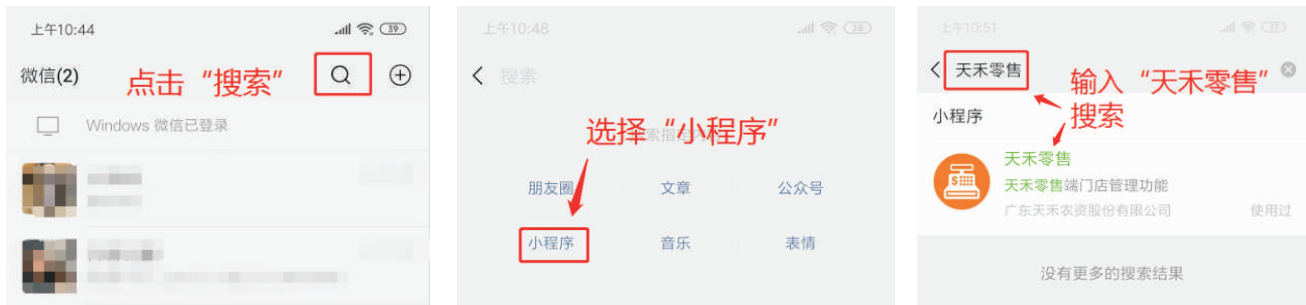 上午10:44
39
微信(2)
点击“搜索”
Windows 微信已登录
上午10:48
38
搜索
选择“小程序”
朋友圈
文章
公众号
小程序
音乐
表情
上午10:51
37
天禾零售
输入“天禾零售”
搜索
小程序
天禾零售
天禾零售端门店管理功能
广东天禾农资股份有限公司
使用过
没有更多的搜索结果